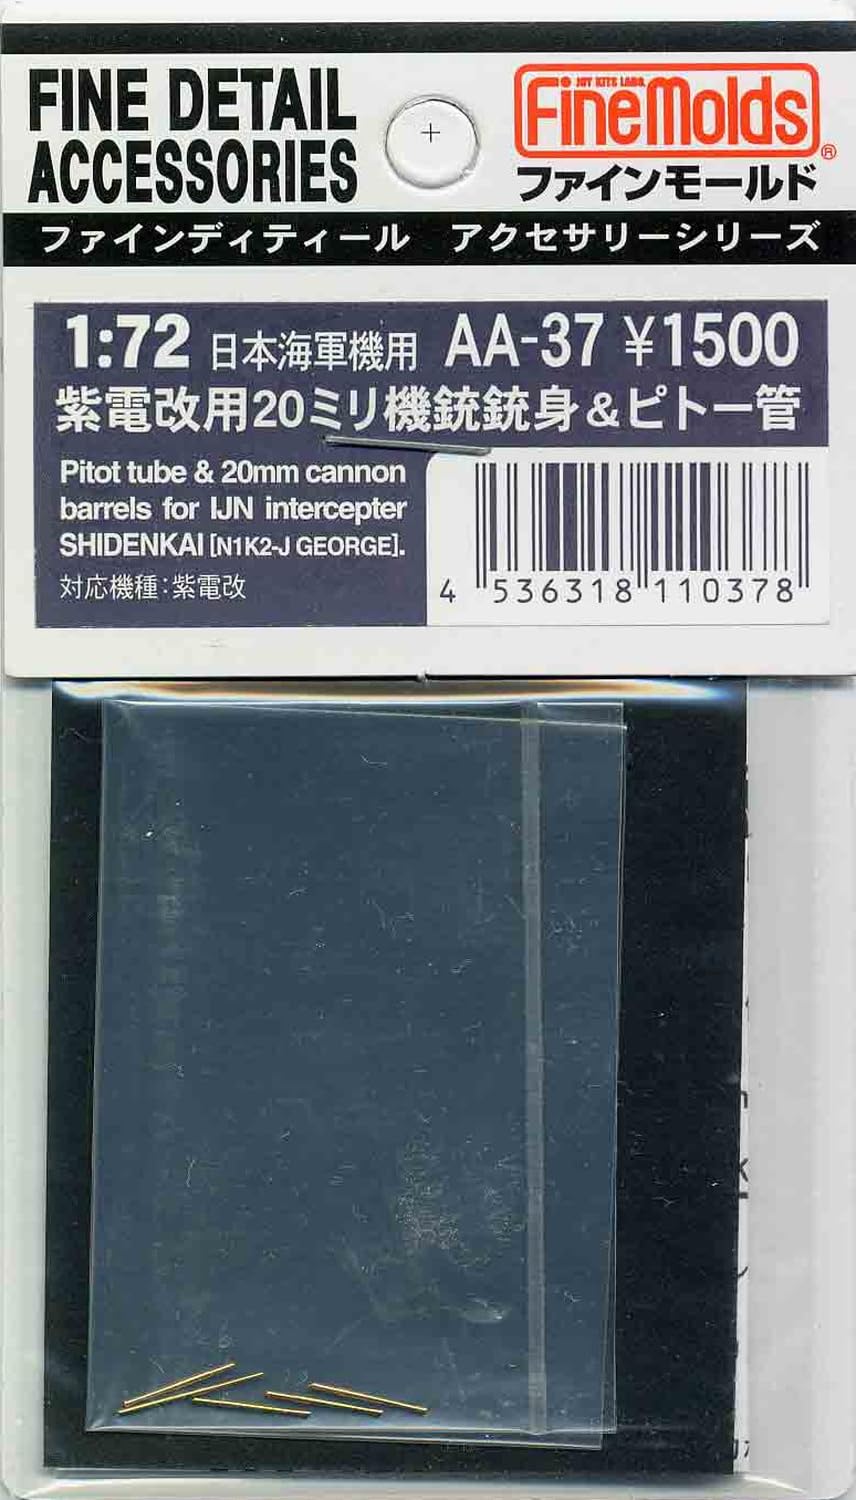 FINE DETAIL
ACCESSORIES
JOY KITS LABO.
FineMolds®
ファインモールド
ファインディティール アクセサリーシリーズ
1:72 日本海軍機用 AA-37 ¥1500
紫電改用20ミリ機銃銃身&ピトー管
Pitot tube & 20mm cannon
barrels for IJN intercepter
SHIDENKAI [N1K2-J GEORGE].
対応機種:紫電改
4 536318 110378